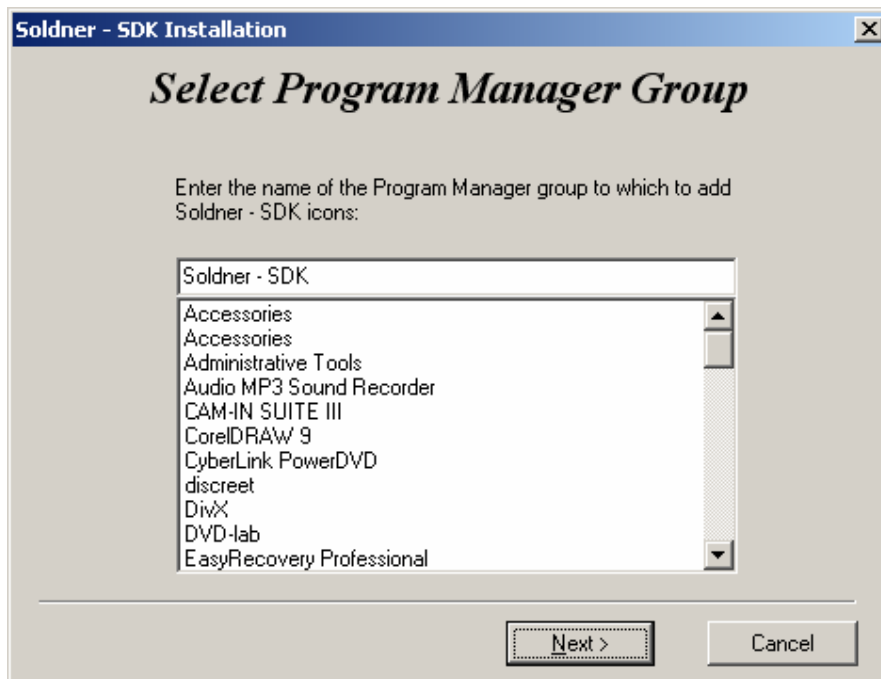 Soldner - SDK Installation
Select Program Manager Group
Enter the name of the Program Manager group to which to add
Soldner - SDK icons:
Soldner - SDK
Accessories
Accessories
Administrative Tools
Audio MP3 Sound Recorder
CAM-IN SUITE III
CorelDRAW 9
CyberLink PowerDVD
discreet
DivX
DVD-lab
EasyRecovery Professional
Next > Cancel